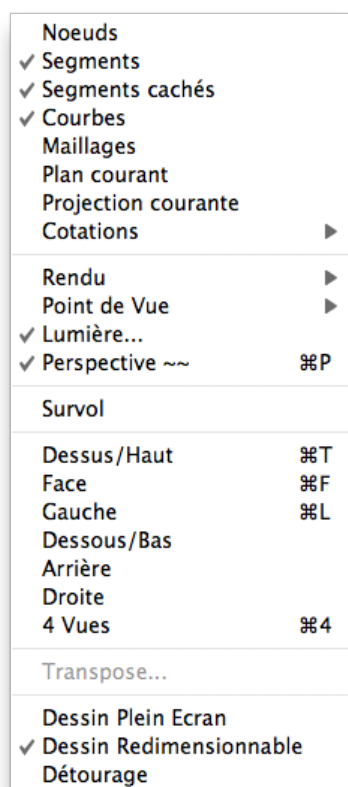 Noeuds
✓ Segments
✓ Segments cachés
✓ Courbes
Maillages
Plan courant
Projection courante
Cotations ▶
Rendu ▶
Point de Vue ▶
✓ Lumière...
✓ Perspective ~~ ⌘P
Survol
Dessus/Haut ⌘T
Face ⌘F
Gauche ⌘L
Dessous/Bas
Arrière
Droite
4 Vues ⌘4
Transpose...
Dessin Plein Ecran
✓ Dessin Redimensionnable
Détourage